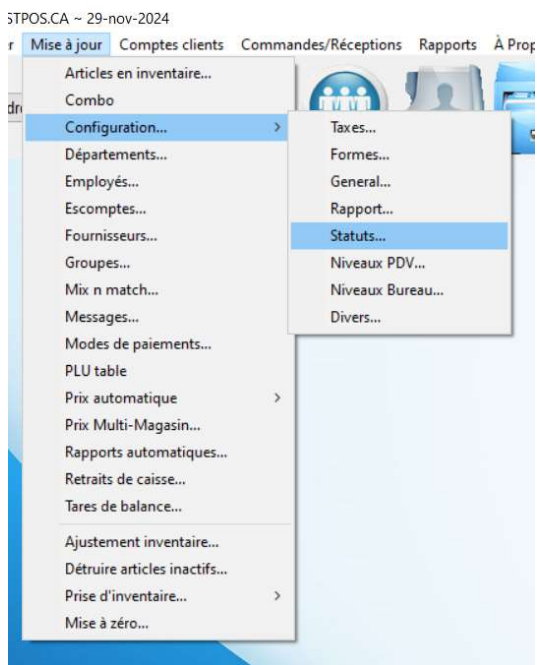 STPOS.CA ~ 29-nov-2024
r Mise à jour Comptes clients Commandes/Réceptions Rapports À Prop
Articles en inventaire...
Combo
dr
Configuration... >
Départements...
Employés...
Escomptes...
Fournisseurs...
Groupes...
Mix n match...
Messages...
Modes de paiements...
PLU table
Prix automatique >
Prix Multi-Magasin...
Rapports automatiques...
Retraits de caisse...
Tares de balance...
Ajustement inventaire...
Détruire articles inactifs...
Prise d'inventaire... >
Mise à zéro...
Taxes...
Formes...
General...
Rapport...
Statuts...
Niveaux PDV...
Niveaux Bureau...
Divers...